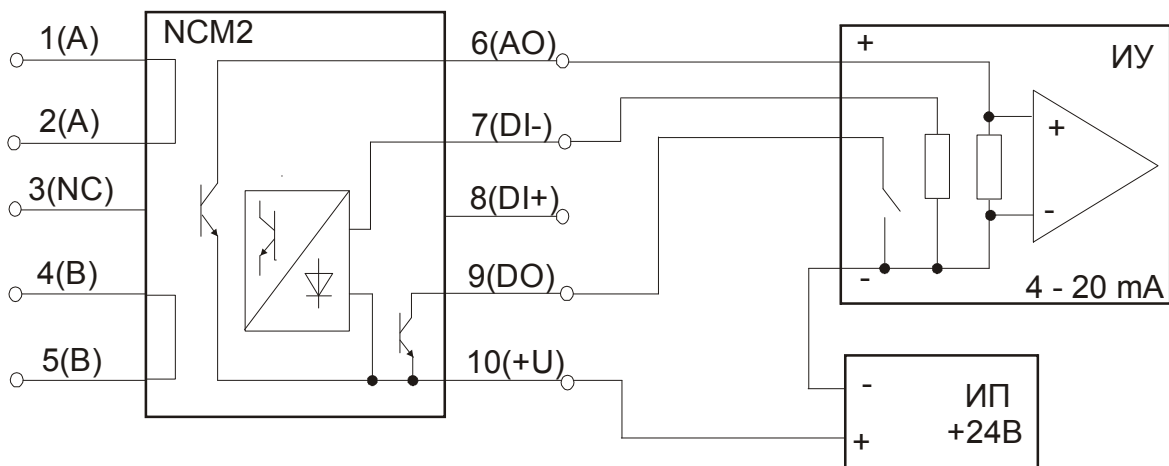 NCM2
1(A)
2(A)
3(NC)
4(B)
5(B)
6(AO)
7(DI-)
8(DI+)
9(DO)
10(+U)
+
ИУ
+
-
-
4 - 20 mA
-
ИП
+24В
+